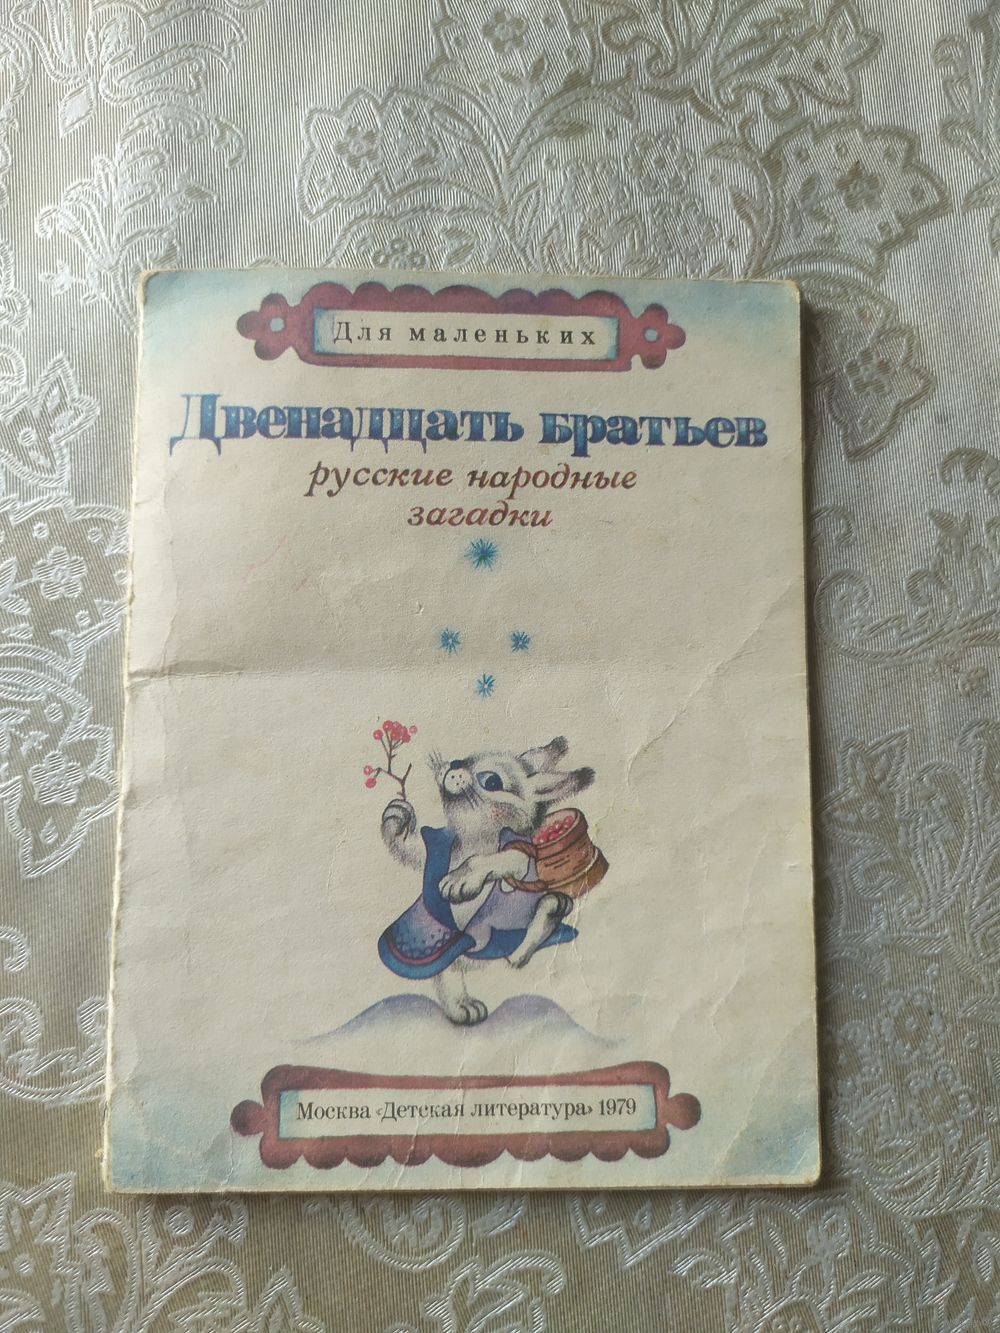 Для маленьких
Двенадцать братьев
русские народные
загадки
Москва «Детская литература» 1979